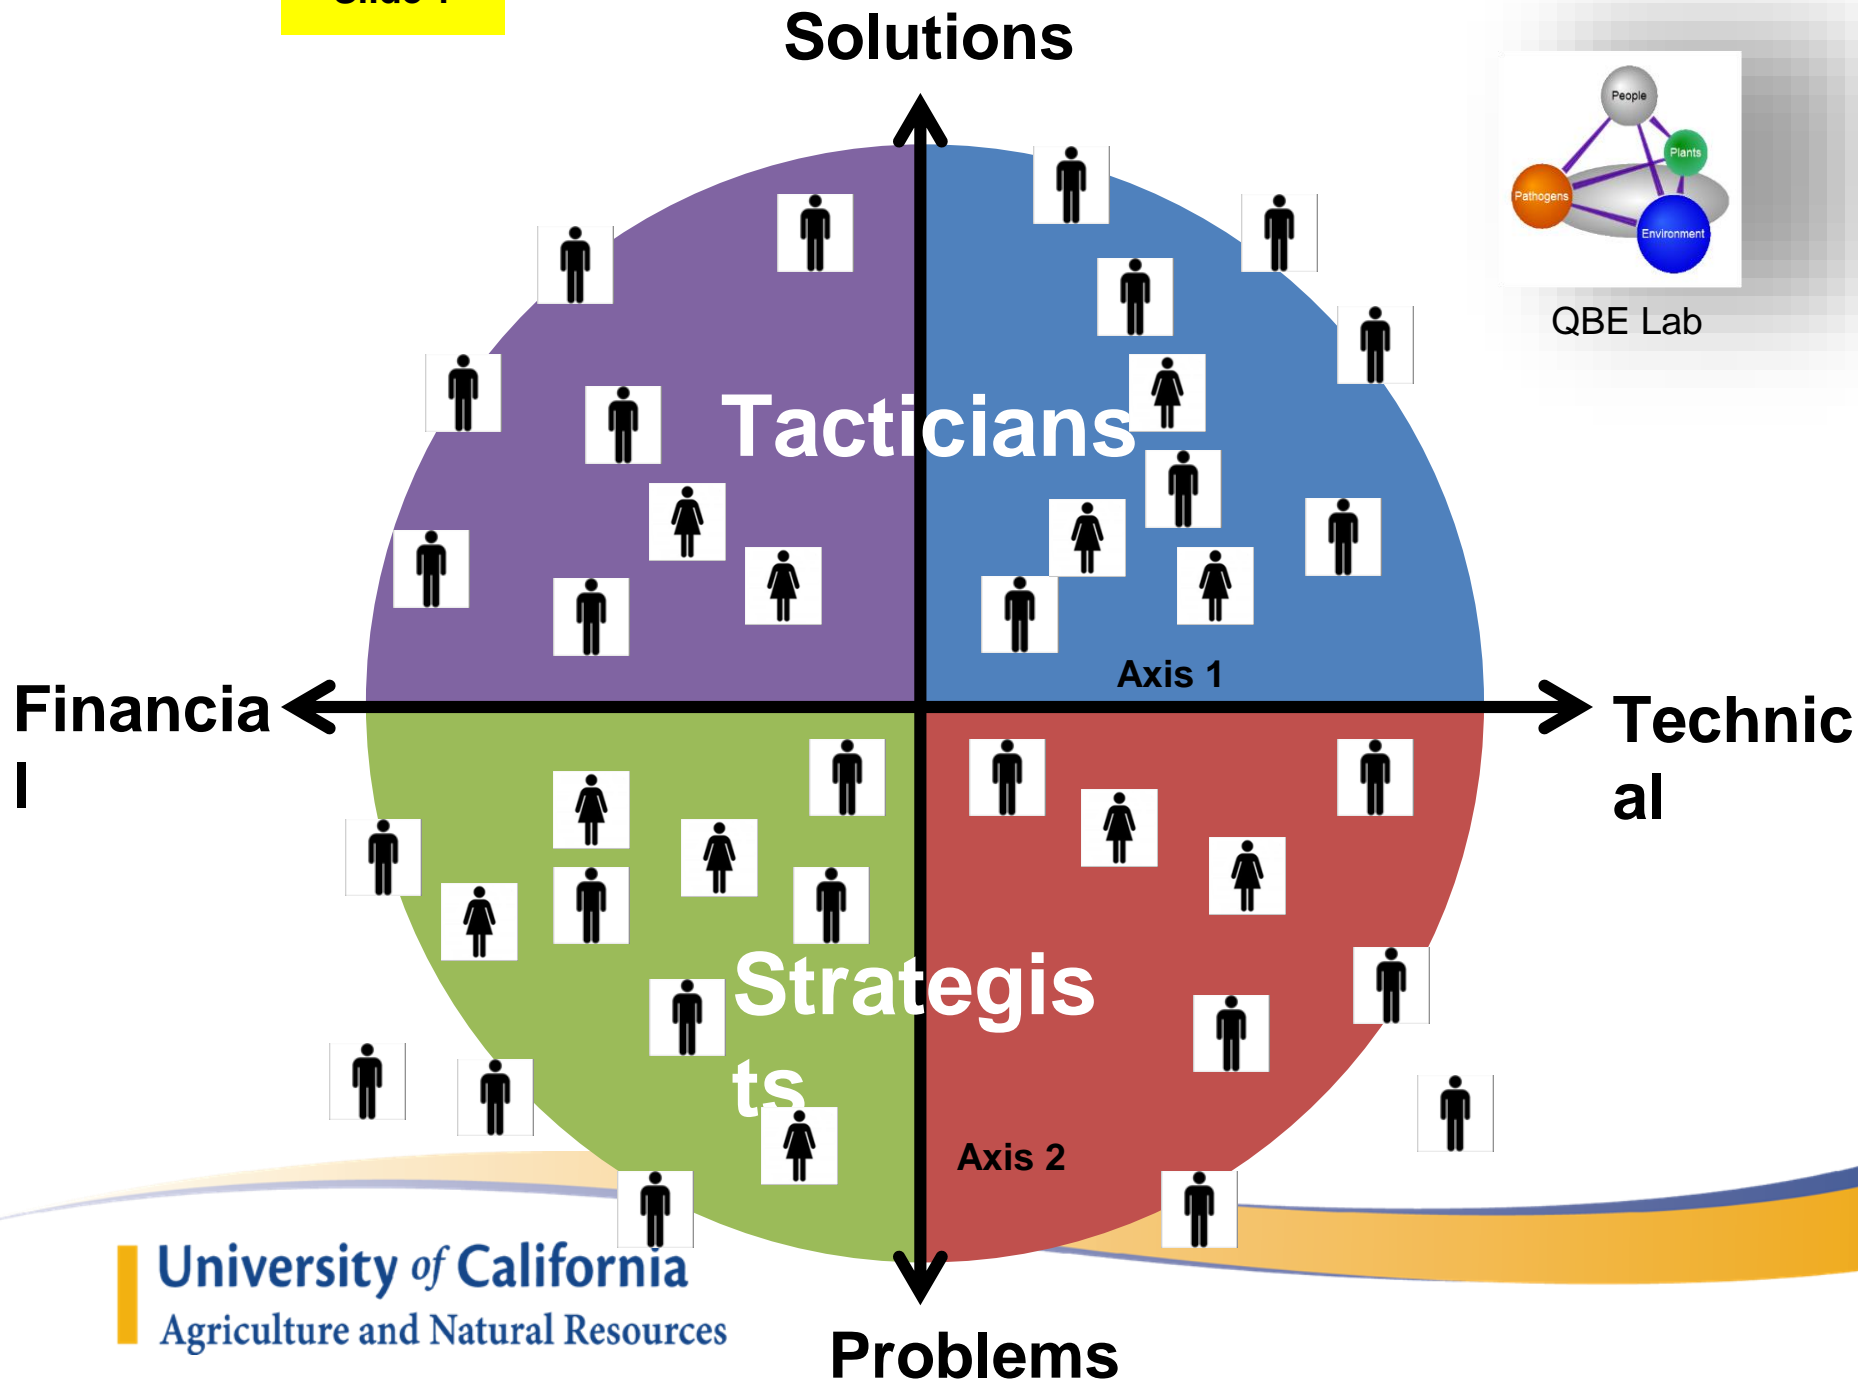 Solutions
People
Plants
Pathogens
Environment
QBE Lab
Tacticians
Axis 1
Financia
l
Technic
al
Strategis
ts
Axis 2
University of California
Agriculture and Natural Resources
Problems